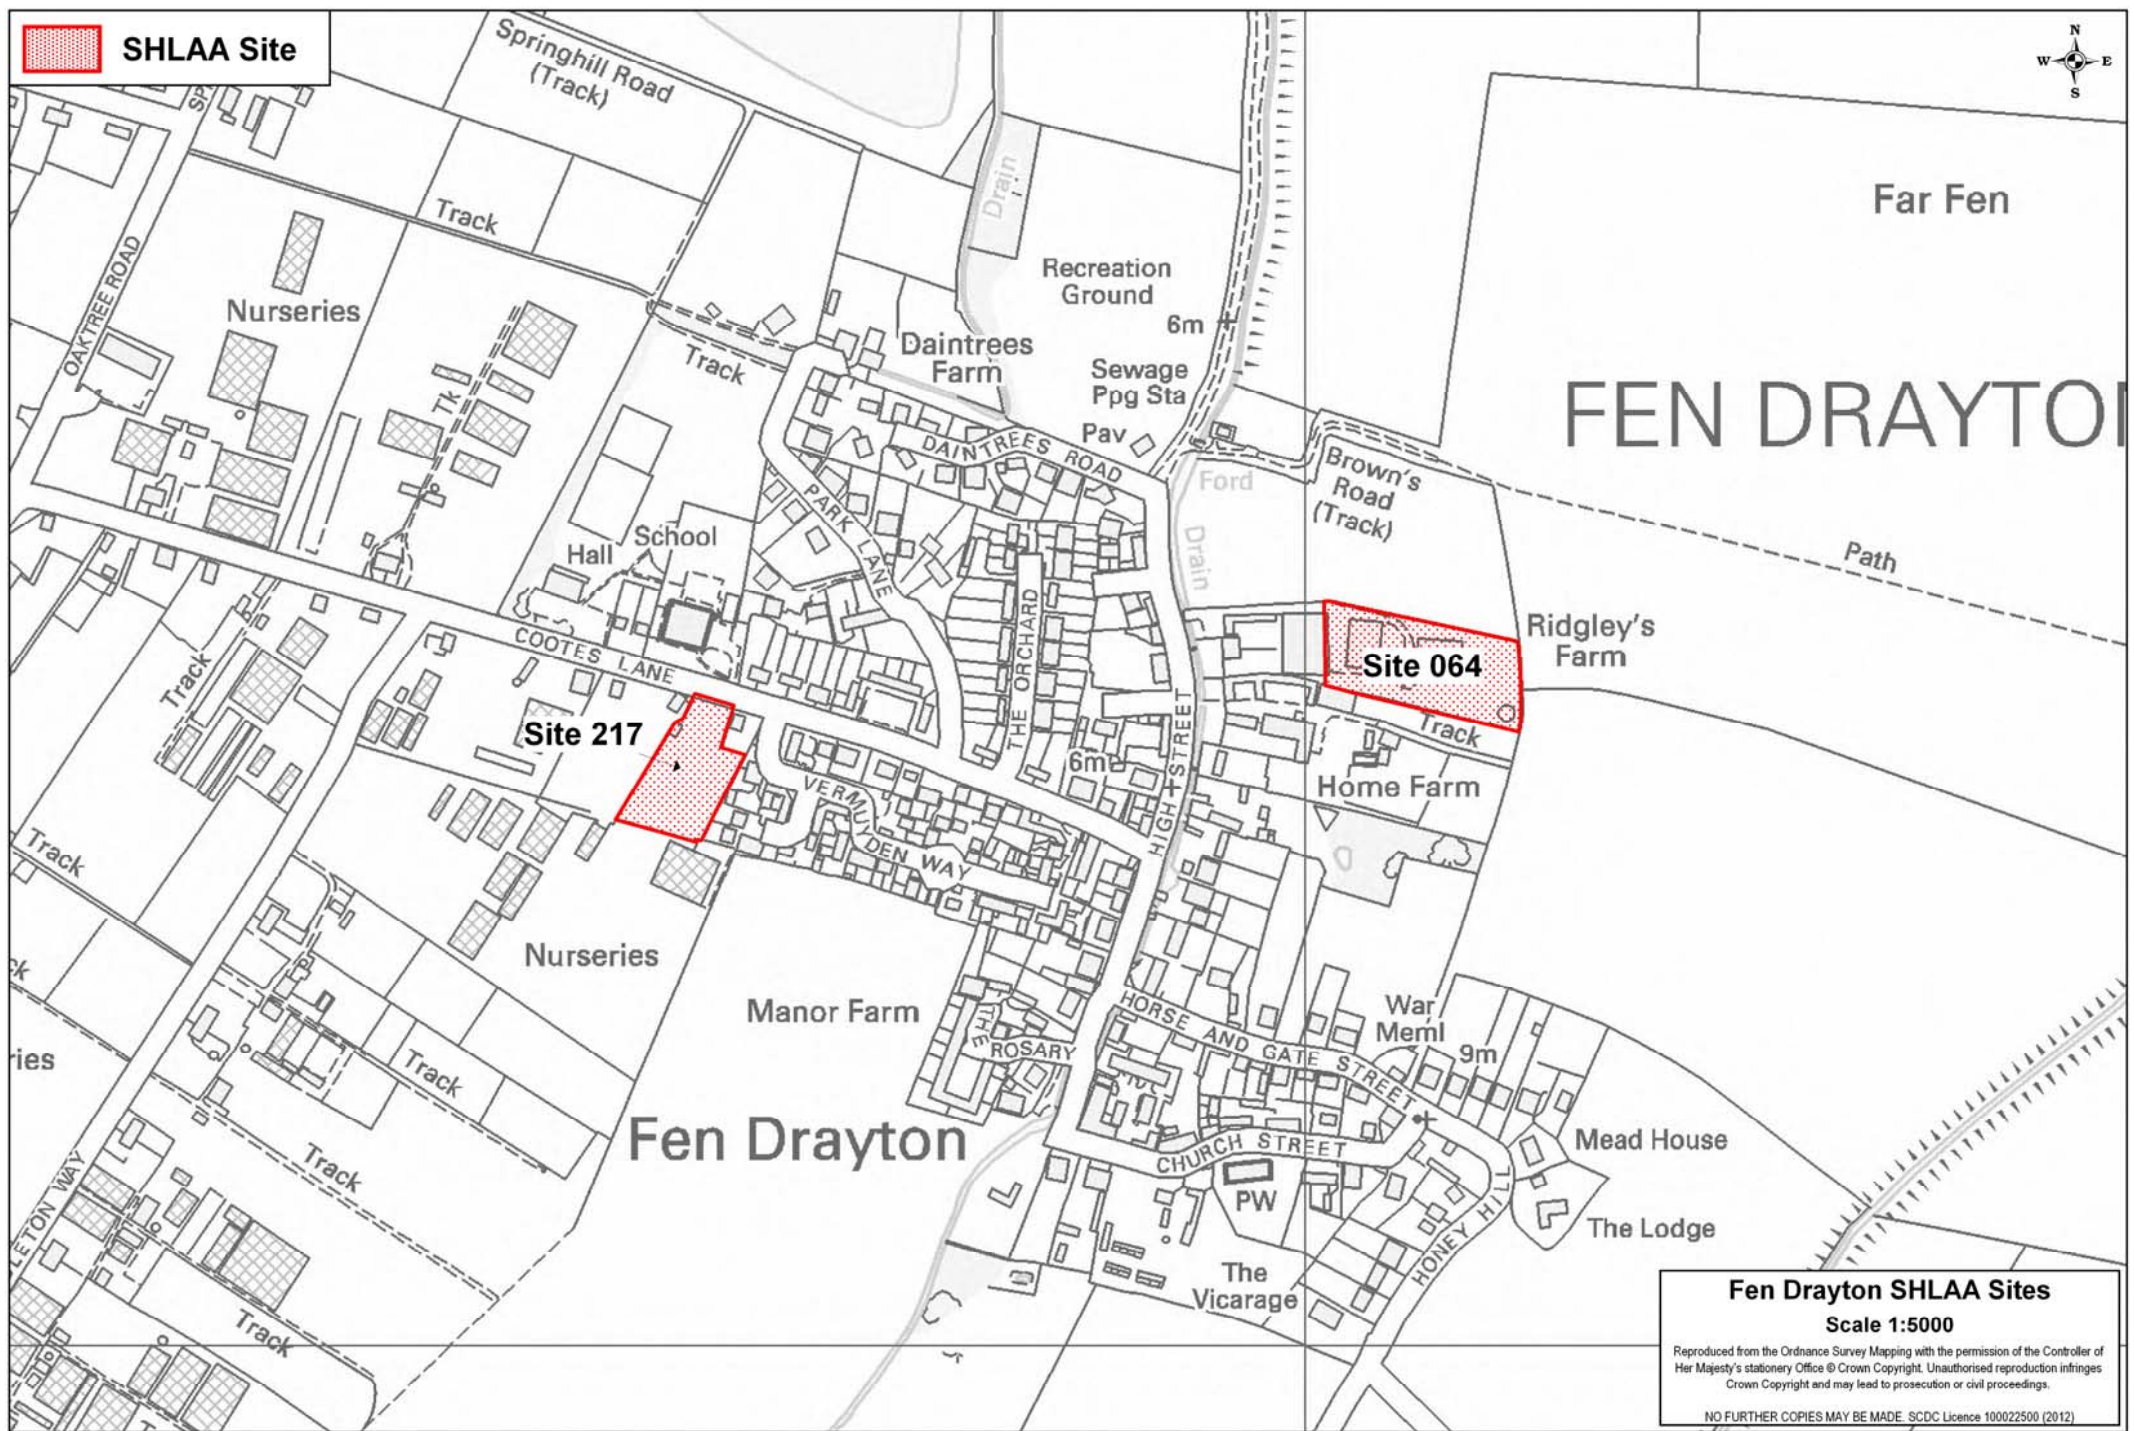 SHLAA Site
N
W E
S
Springhill Road
(Track)
SP
Far Fen
Track
Drain
OAKTREE ROAD
Nurseries
Recreation
Ground
6m
Daintrees
Farm
Track
Sewage
Ppg Sta
Tk
FEN DRAYTO
Pav
DAINTREES ROAD
Brown's
Road
(Track)
Ford
PARK LANE
Drain
Path
School
Hall
THE ORCHARD
Ridgley's
Farm
COOTES LANE
Site 064
Track
Track
Site 217
HIGH STREET
6m
Home Farm
VERMUYDEN WAY
Track
Nurseries
ck
Manor Farm
HORSE AND GATE STREET
War
Meml
9m
THE ROSARY
ries
Track
Fen Drayton
CHURCH STREET
Mead House
Track
PW
HONEY HILL
The Lodge
LETON WAY
The
Vicarage
Track
Fen Drayton SHLAA Sites
Scale 1:5000
Reproduced from the Ordnance Survey Mapping with the permission of the Controller of
Her Majesty's stationery Office © Crown Copyright. Unauthorised reproduction infringes
Crown Copyright and may lead to prosecution or civil proceedings.
NO FURTHER COPIES MAY BE MADE. SCDC Licence 100022500 (2012)